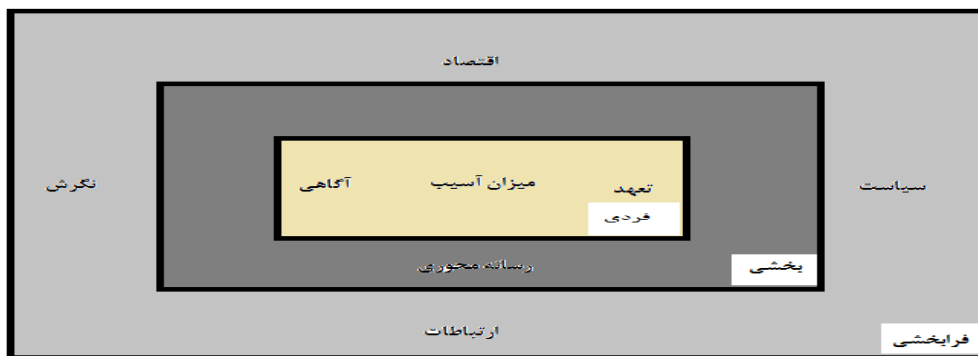 اقتصاد
سیاست
نگرش
تعهد
میزان آسیب
آگاهی
فردی
رسانه محوری
بخشی
ارتباطات
فرابخشی